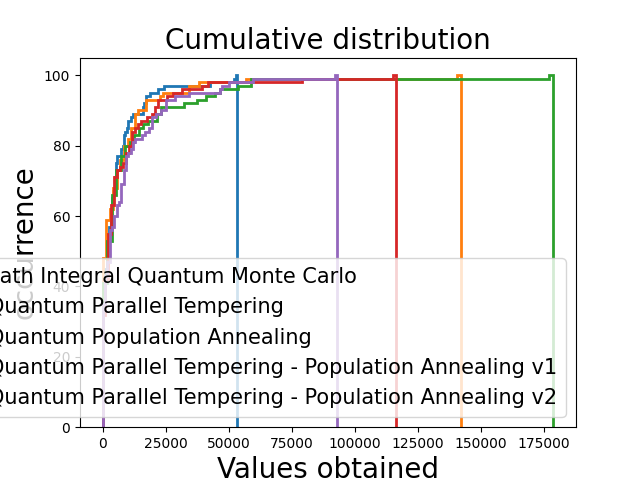 Cumulative distribution
100
80
60
40
20
0
occurrence
ath Integral Quantum Monte Carlo
Quantum Parallel Tempering
Quantum Population Annealing
Quantum Parallel Tempering - Population Annealing v1
Quantum Parallel Tempering - Population Annealing v2
0 25000 50000 75000 100000 125000 150000 175000
Values obtained